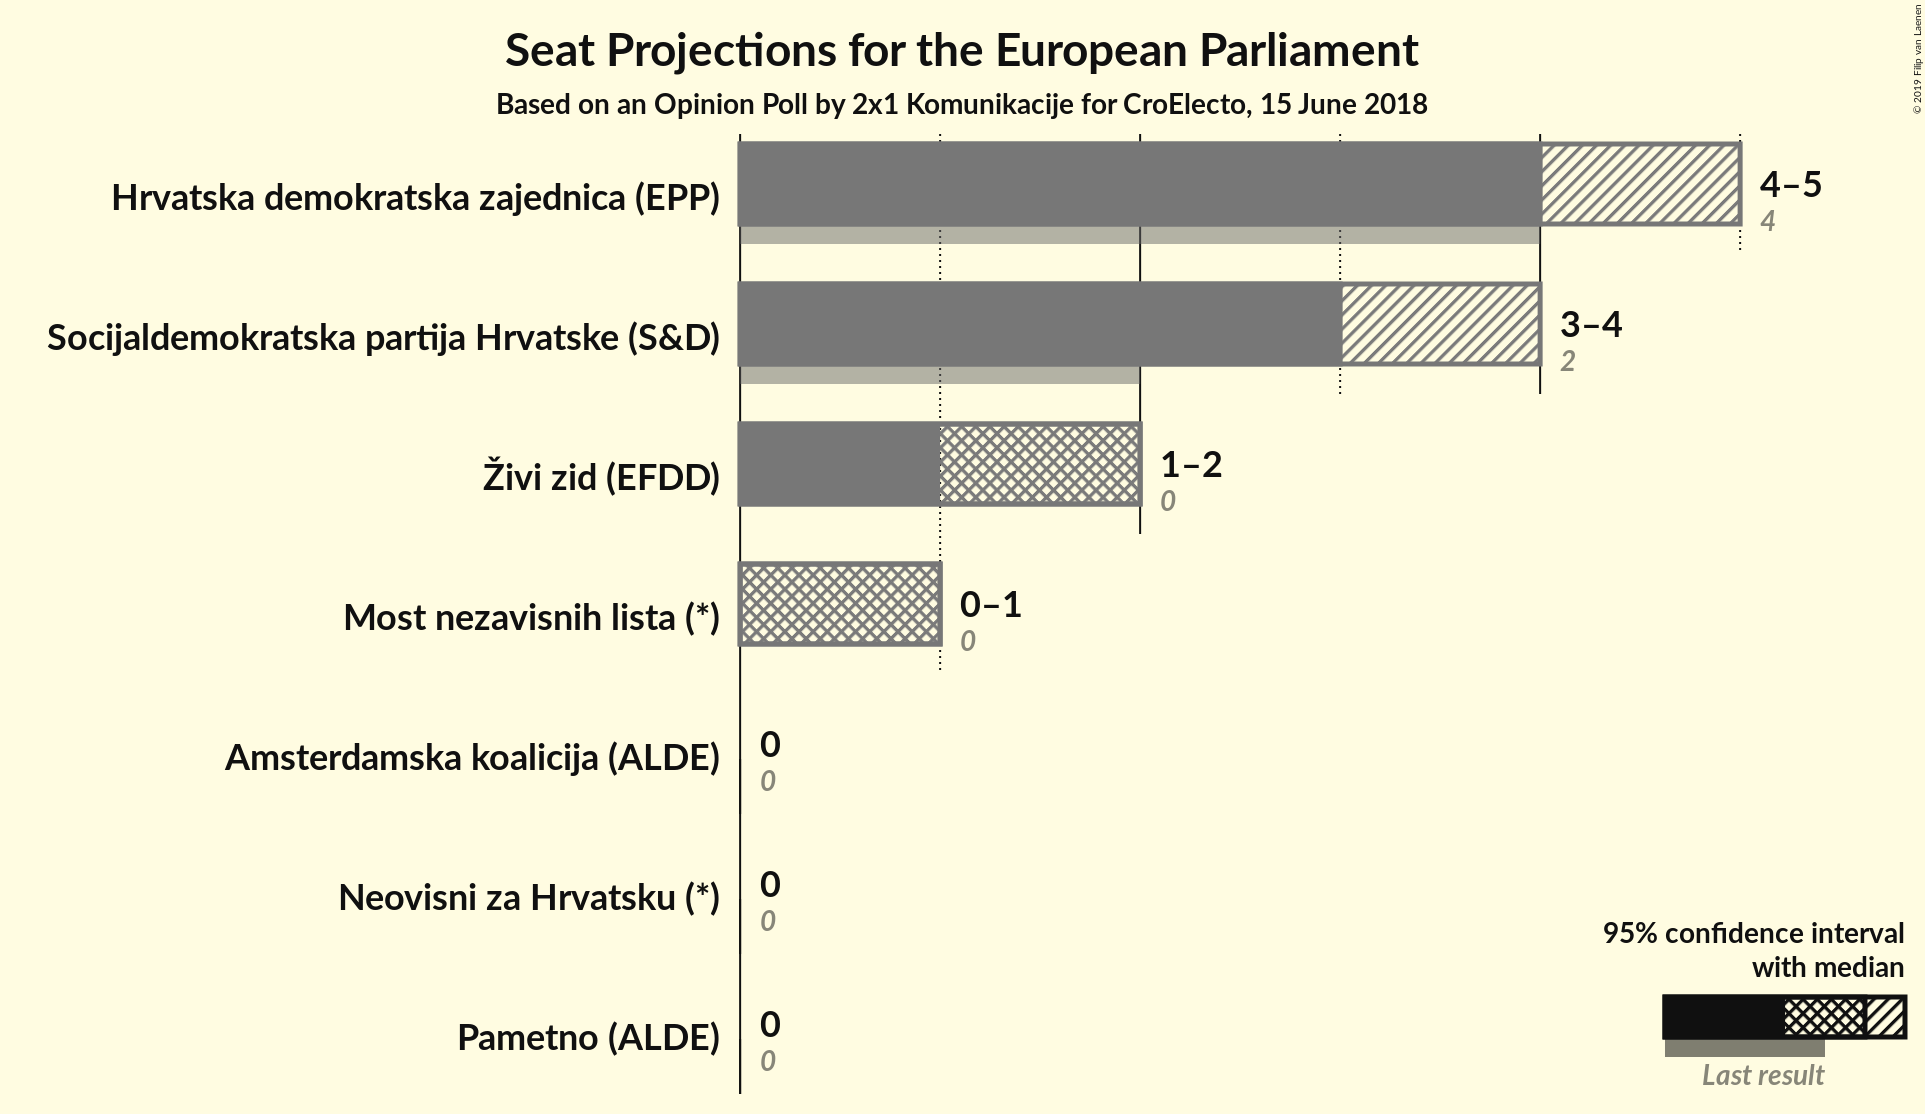 Seat Projections for the European Parliament
Based on an Opinion Poll by 2x1 Komunikacije for CroElecto, 15 June 2018
© 2019 Filip van Laenen
Hrvatska demokratska zajednica (EPP)
4–5
4
Socijaldemokratska partija Hrvatske (S&D)
3–4
2
Živi zid (EFDD)
1–2
0
Most nezavisnih lista (*)
0–1
0
Amsterdamska koalicija (ALDE)
0
0
Neovisni za Hrvatsku (*)
0
0
Pametno (ALDE)
0
0
95% confidence interval
with median
Last result